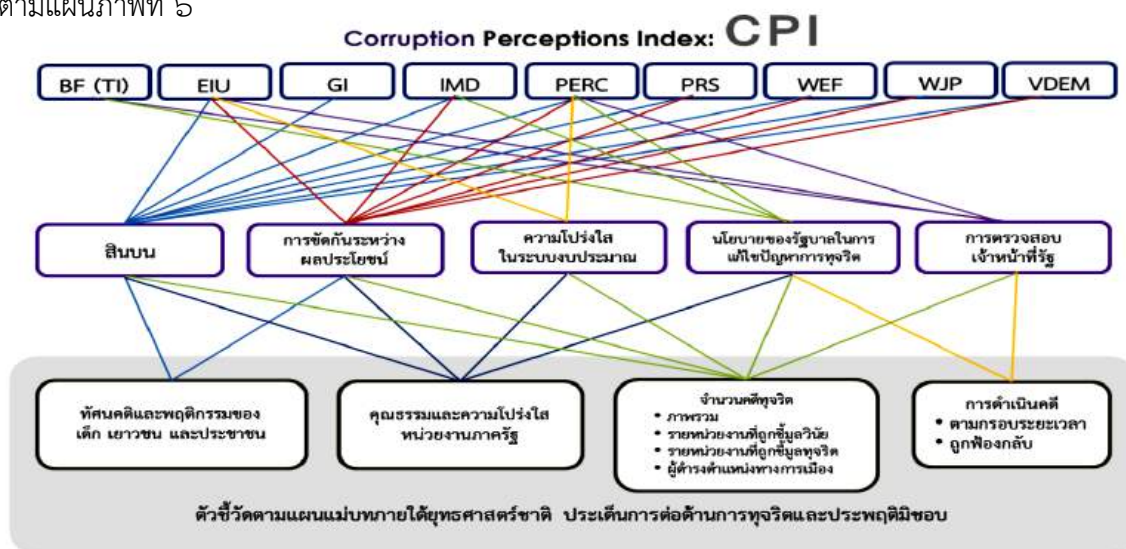 ตามแผนภาพที่ ๖
Corruption Perceptions Index: CPI
BF (TI) EIU GI IMD PERC PRS WEF WJP VDEM
สินบน
การขัดกันระหว่าง
ผลประโยชน์
ความโปร่งใส
ในระบบงบประมาณ
นโยบายของรัฐบาลในการ
แก้ไขปัญหาการทุจริต
การตรวจสอบ
เจ้าหน้าที่รัฐ
ทัศนคติและพฤติกรรมของ
เด็ก เยาวชน และประชาชน
คุณธรรมและความโปร่งใส
หน่วยงานภาครัฐ
จำนวนคดีทุจริต
• ภาพรวม
• รายหน่วยงานที่ถูกชี้มูลวินัย
• รายหน่วยงานที่ถูกชี้มูลทุจริต
• ผู้ดำรงตำแหน่งทางการเมือง
การดำเนินคดี
• ตามกรอบระยะเวลา
• ถูกฟ้องกลับ
ตัวชี้วัดตามแผนแม่บทภายใต้ยุทธศาสตร์ชาติ ประเด็นการต่อต้านการทุจริตและประพฤติมิชอบ